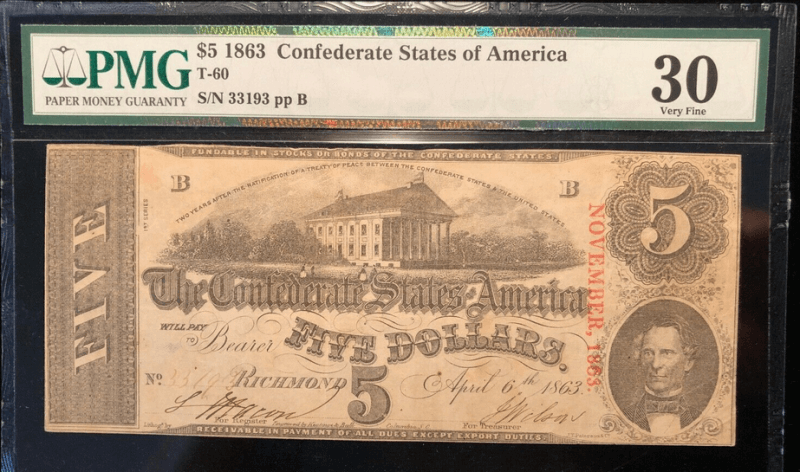 PMG
PAPER MONEY GUARANTY
$5 1863 Confederate States of America
T-60
S/N 33193 pp B
30
Very Fine
FUNDABLE IN STOCKS OR BONDS OF THE CONFEDERATE STATES
B
B
TWO YEARS AFTER THE RATIFICATION OF A TREATY OF PEACE BETWEEN THE CONFEDERATE STATES & THE UNITED STATES
1ST SERIES
FIVE
5
NOVEMBER, 1863.
The Confederate States of America
WILL PAY
TO Bearer FIVE DOLLARS.
No. 33193 RICHMOND 5 April 6th 1863.
For Register
For Treasurer
RECEIVABLE IN PAYMENT OF ALL DUES EXCEPT EXPORT DUTIES